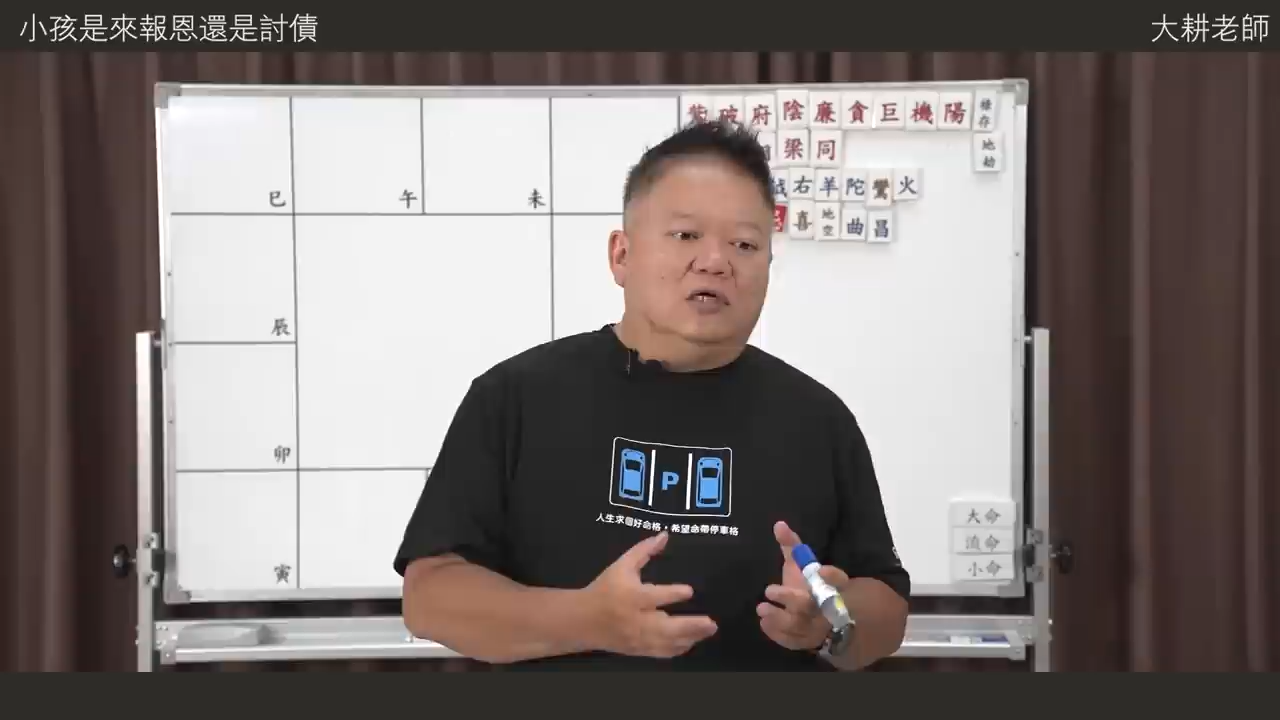 小孩是來報恩還是討債
大耕老師
紫破府陰廉貪巨機陽
祿存
地劫
梁同
鉞右羊陀鸞火
喜
地空
曲昌
巳
午
未
辰
卯
寅
P
人生求個好命格，希望命帶停車格
大命
流命
小命